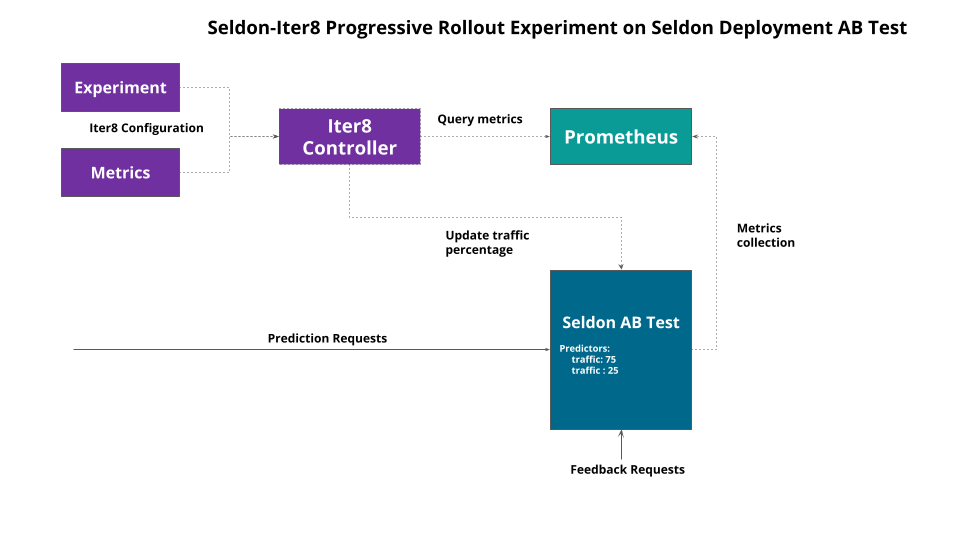 Seldon-Iter8 Progressive Rollout Experiment on Seldon Deployment AB Test
Experiment
Iter8 Configuration
Metrics
Iter8
Controller
Query metrics
Prometheus
Update traffic
percentage
Metrics
collection
Prediction Requests
Seldon AB Test
Predictors:
traffic: 75
traffic : 25
Feedback Requests